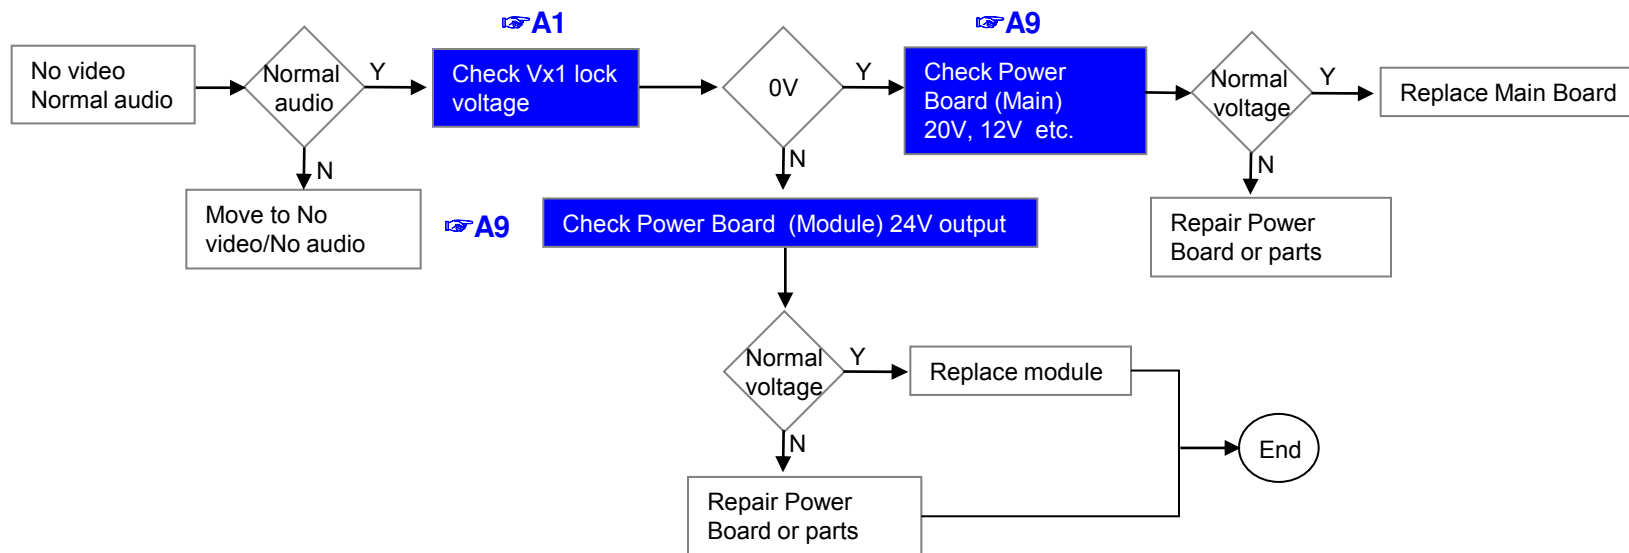 ☞A1
☞A9
No video
Normal audio
Normal
audio
Y
Check Vx1 lock
voltage
0V
Y
Check Power
Board (Main)
20V, 12V etc.
Normal
voltage
Y
Replace Main Board
N
N
N
Move to No
video/No audio
☞A9
Check Power Board (Module) 24V output
Repair Power
Board or parts
Normal
voltage
Y
Replace module
N
End
Repair Power
Board or parts